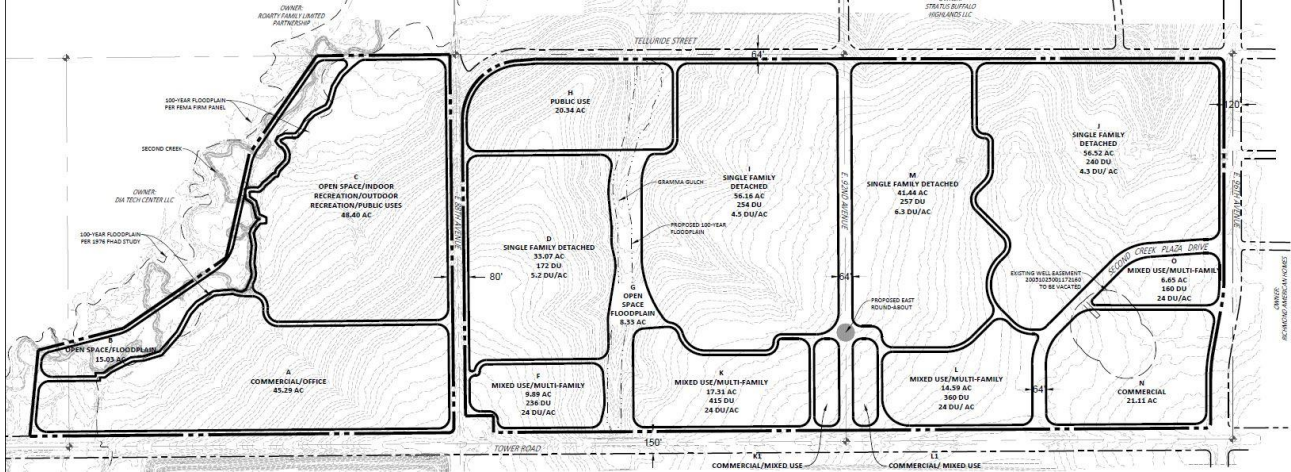 OWNER:
ROARTY FAMILY LIMITED
PARTNERSHIP
STRATUS BUFFALO
HIGHLANDS LLC
TELLURIDE STREET
64'
100-YEAR FLOODPLAIN
PER FEMA FIRM PANEL
SECOND CREEK
OWNER:
DIA TECH CENTER LLC
100-YEAR FLOODPLAIN
PER 1976 FHAD STUDY
C
OPEN SPACE/INDOOR
RECREATION/OUTDOOR
RECREATION/PUBLIC USES
48.40 AC
B
OPEN SPACE/FLOODPLAIN
15.03 AC
A
COMMERCIAL/OFFICE
45.29 AC
E. 88TH AVENUE
80'
H
PUBLIC USE
20.34 AC
GRAMMA GULCH
PROPOSED 100-YEAR
FLOODPLAIN
D
SINGLE FAMILY DETACHED
33.07 AC
172 DU
5.2 DU/AC
G
OPEN
SPACE
FLOODPLAIN
8.33 AC
F
MIXED USE/MULTI-FAMILY
9.89 AC
236 DU
24 DU/AC
I
SINGLE FAMILY
DETACHED
56.16 AC
254 DU
4.5 DU/AC
K
MIXED USE/MULTI-FAMILY
17.31 AC
415 DU
24 DU/AC
E. 92ND AVENUE
64'
PROPOSED EAST
ROUND-ABOUT
M
SINGLE FAMILY DETACHED
41.44 AC
257 DU
6.3 DU/AC
J
SINGLE FAMILY
DETACHED
56.52 AC
240 DU
4.3 DU/ AC
120'
E. 96TH AVENUE
SECOND CREEK PLAZA DRIVE
EXISTING WELL EASEMENT
20051025001172160
TO BE VACATED
O
MIXED USE/MULTI-FAMILY
6.65 AC
160 DU
24 DU/AC
OWNER:
RICHMOND AMERICAN HOMES
L
MIXED USE/MULTI-FAMILY
14.59 AC
360 DU
24 DU/ AC
64'
N
COMMERCIAL
21.11 AC
TOWER ROAD
150'
K1
COMMERCIAL/MIXED USE
L1
COMMERCIAL/ MIXED USE